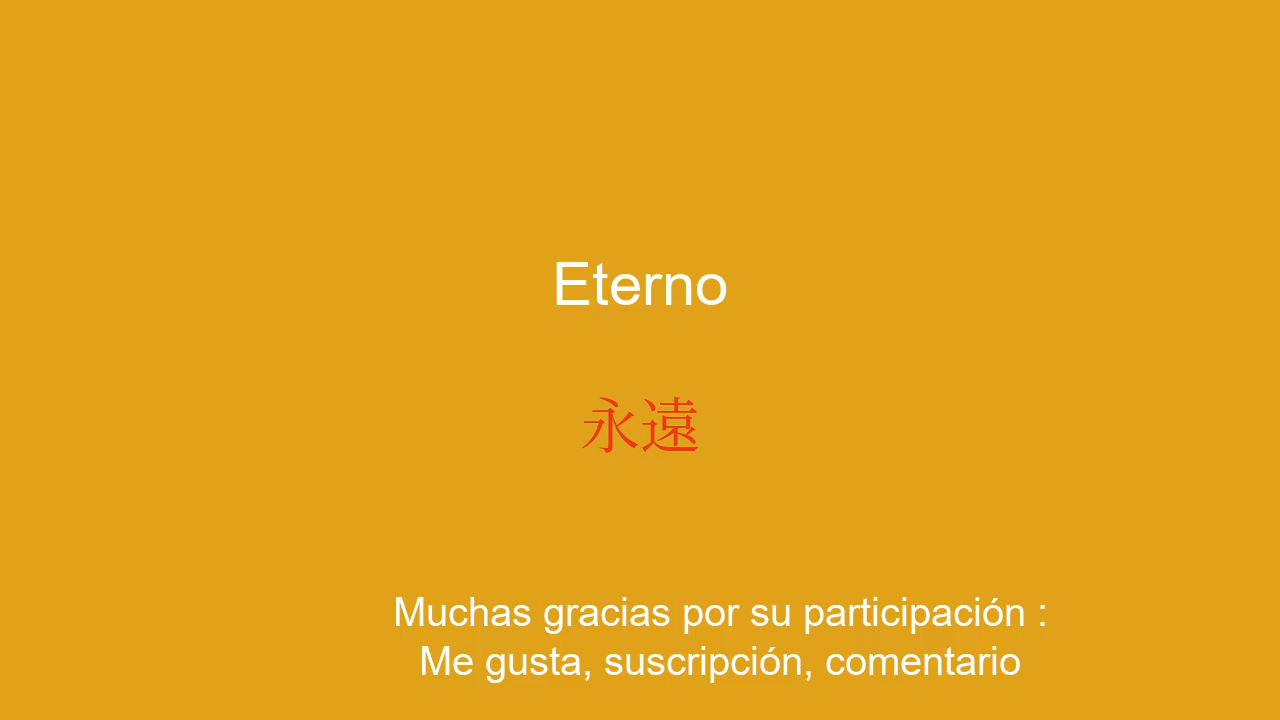 Eterno
永遠
Muchas gracias por su participación :
Me gusta, suscripción, comentario